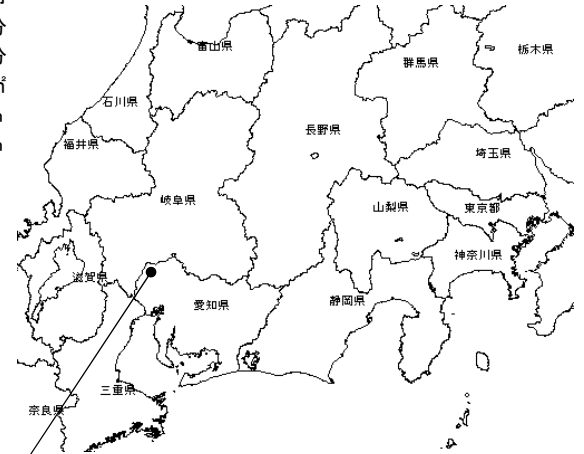 富山県
栃木県
群馬県
石川県
長野県
福井県
埼玉県
岐阜県
山梨県
東京都
神奈川県
滋賀県
愛知県
静岡県
三重県
奈良県